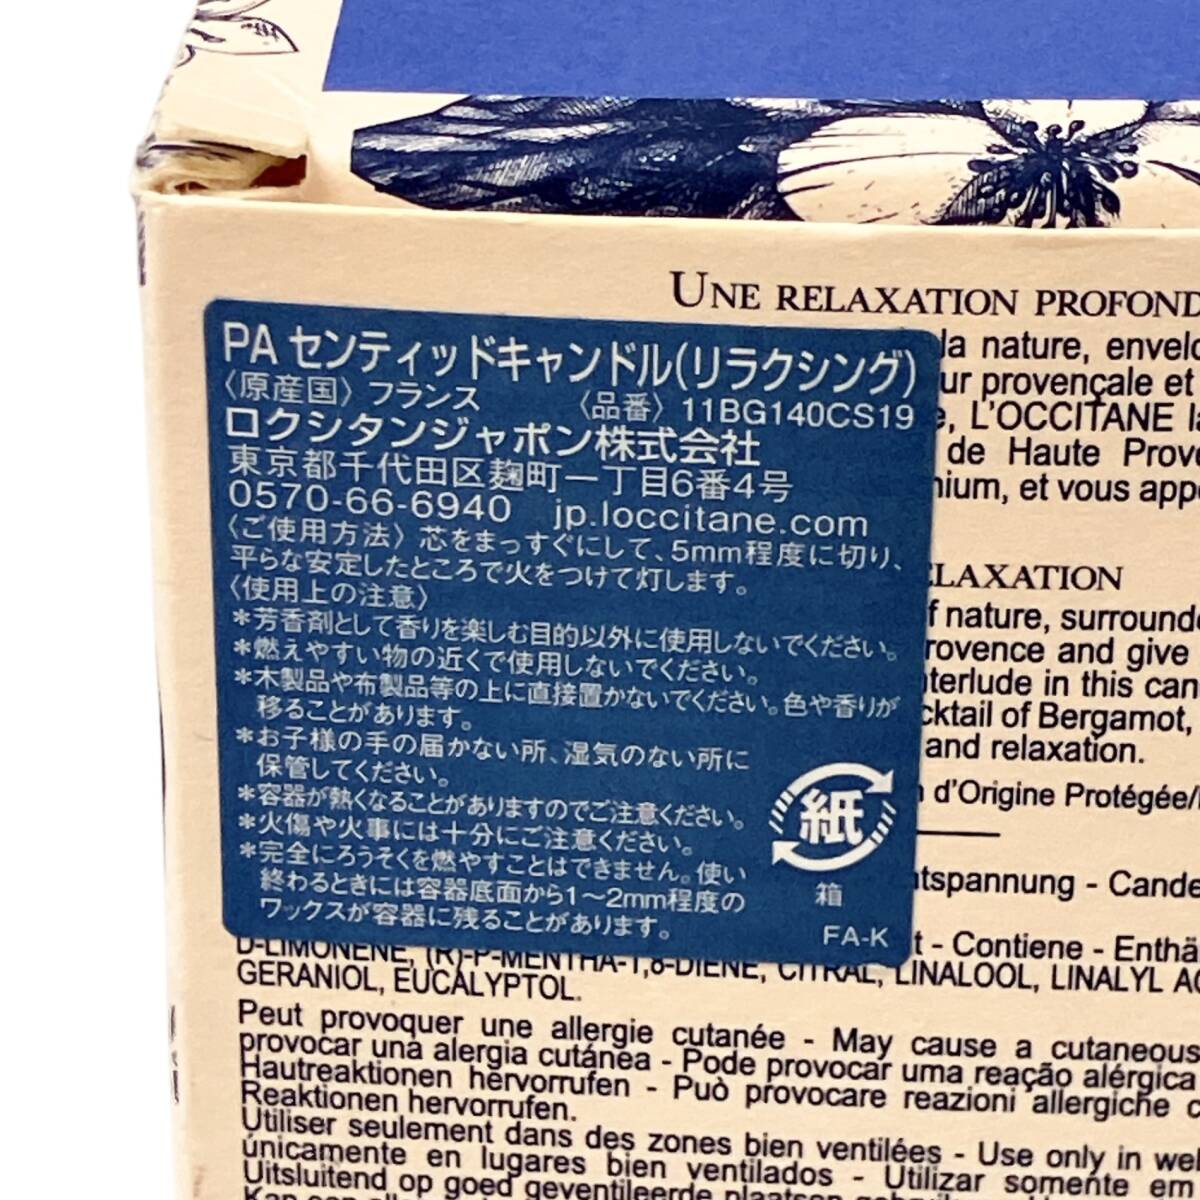 UNE RELAXATION PROFOND
la nature, envelo
ur provençale et
, L'OCCITANE la
de Haute Prove
nium, et vous appo
PA センティッドキャンドル(リラクシング)
〈原産国〉フランス 〈品番〉11BG140CS19
ロクシタンジャポン株式会社
東京都千代田区麹町一丁目6番4号
0570-66-6940 jp.loccitane.com
〈ご使用方法〉芯をまっすぐにして、5mm程度に切り、
平らな安定したところで火をつけて灯します。
〈使用上の注意〉
*芳香剤として香りを楽しむ目的以外に使用しないでください。
*燃えやすい物の近くで使用しないでください。
*木製品や布製品等の上に直接置かないでください。色や香りが
移ることがあります。
*お子様の手の届かない所、湿気のない所に
保管してください。
*容器が熱くなることがありますのでご注意ください。
*火傷や火事には十分にご注意ください。
*完全にろうそくを燃やすことはできません。使い
終わるときには容器底面から1〜2mm程度の
ワックスが容器に残ることがあります。
紙
箱
FA-K
LAXATION
f nature, surrounde
rovence and give
nterlude in this can
cktail of Bergamot,
and relaxation.
d'Origine Protégée/
ntspannung - Cande
t - Contiene - Enthä
D-LIMONENE, (R)-P-MENTHA-1,8-DIENE, CITRAL, LINALOOL, LINALYL AC
GERANIOL, EUCALYPTOL.
Peut provoquer une allergie cutanée - May cause a cutaneous
provocar una alergia cutánea - Pode provocar uma reação alérgica
Hautreaktionen hervorrufen - Può provocare reazioni allergiche c
Reaktionen hervorrufen.
Utiliser seulement dans des zones bien ventilées - Use only in wel
únicamente en lugares bien ventilados - Utilizar somente em
Uitsluitend op goed geventileerde plaatsen